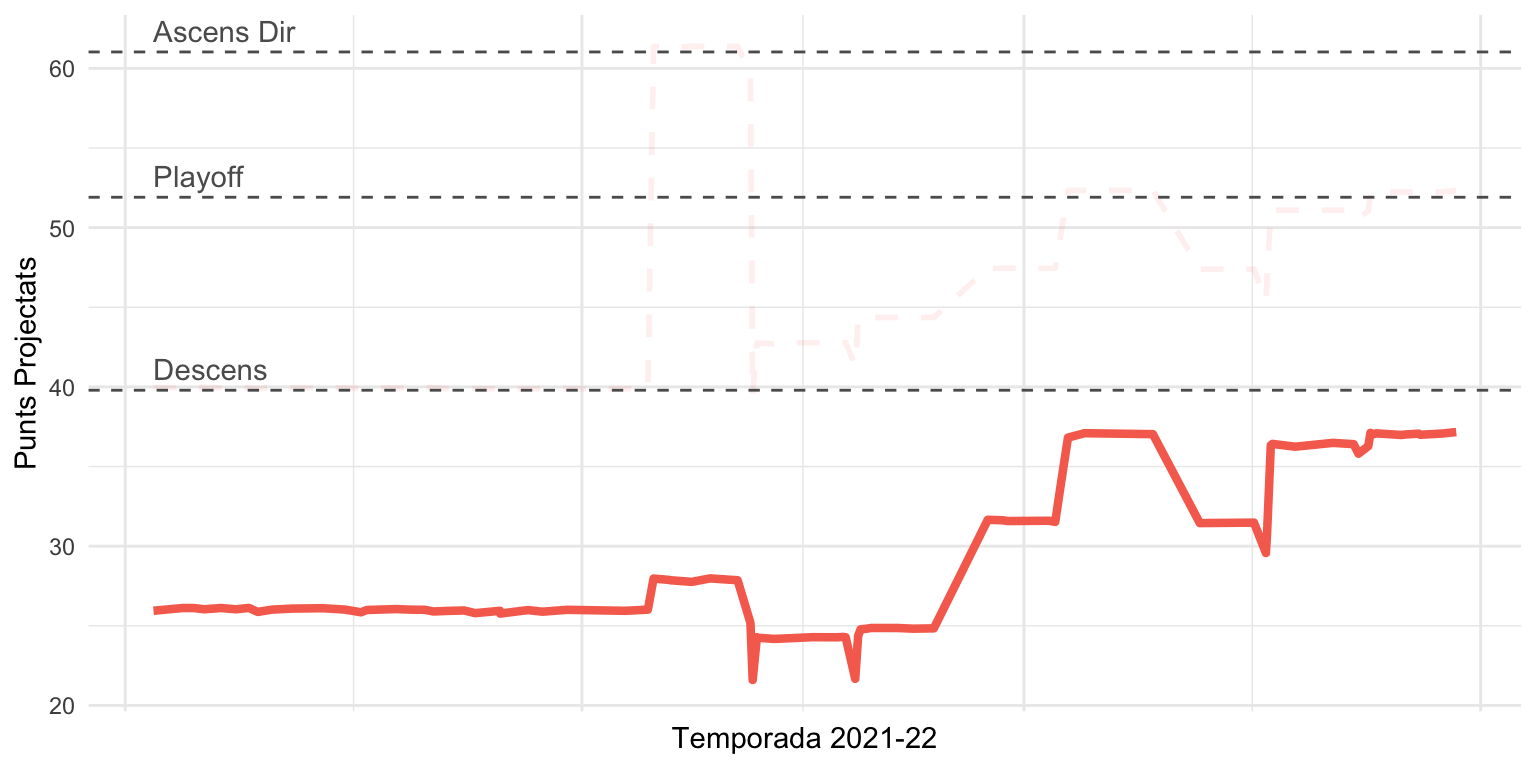 Ascens Dir
60
Playoff
50
Descens
40
30
20
Punts Projectats
Temporada 2021-22